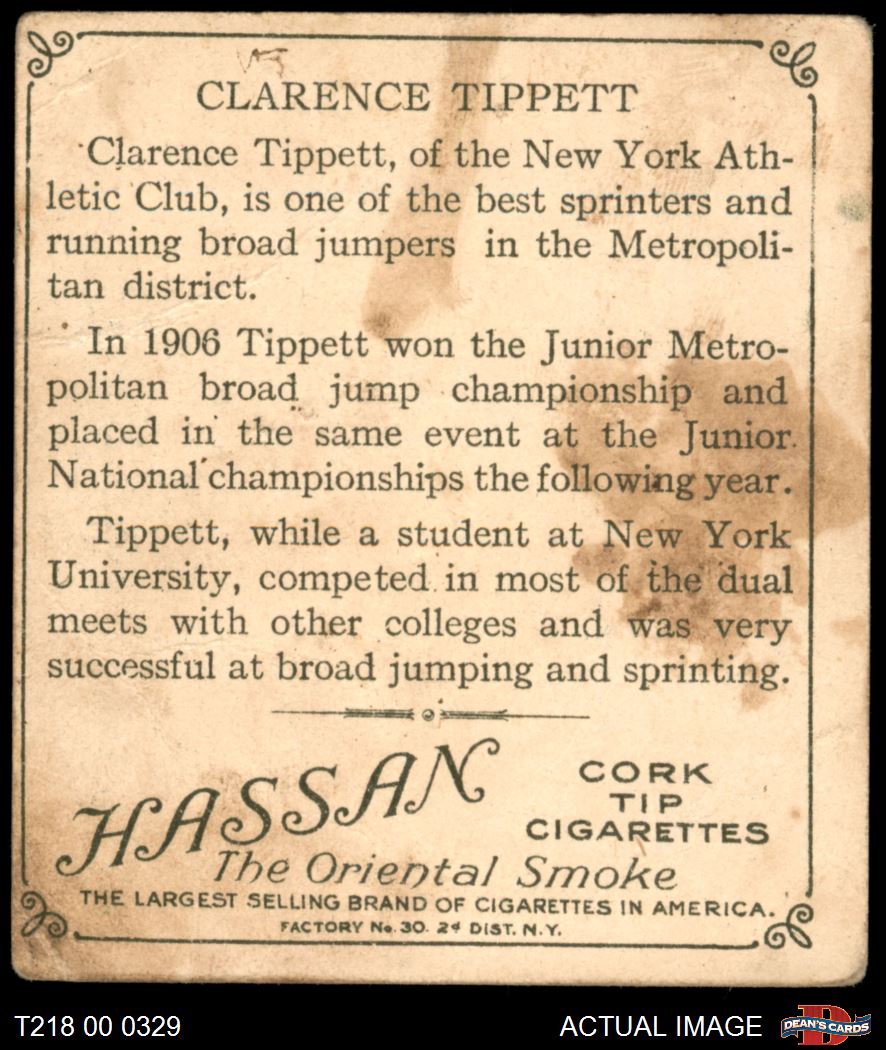 CLARENCE TIPPETT
Clarence Tippett, of the New York Ath-
letic Club, is one of the best sprinters and
running broad jumpers in the Metropoli-
tan district.
In 1906 Tippett won the Junior Metro-
politan broad jump championship and
placed in the same event at the Junior
National championships the following year.
Tippett, while a student at New York
University, competed in most of the dual
meets with other colleges and was very
successful at broad jumping and sprinting.
HASSAN
CORK
TIP
CIGARETTES
The Oriental Smoke
THE LARGEST SELLING BRAND OF CIGARETTES IN AMERICA.
FACTORY No. 30. 2d DIST. N.Y.
T218 00 0329
ACTUAL IMAGE
D
DEAN'S CARDS